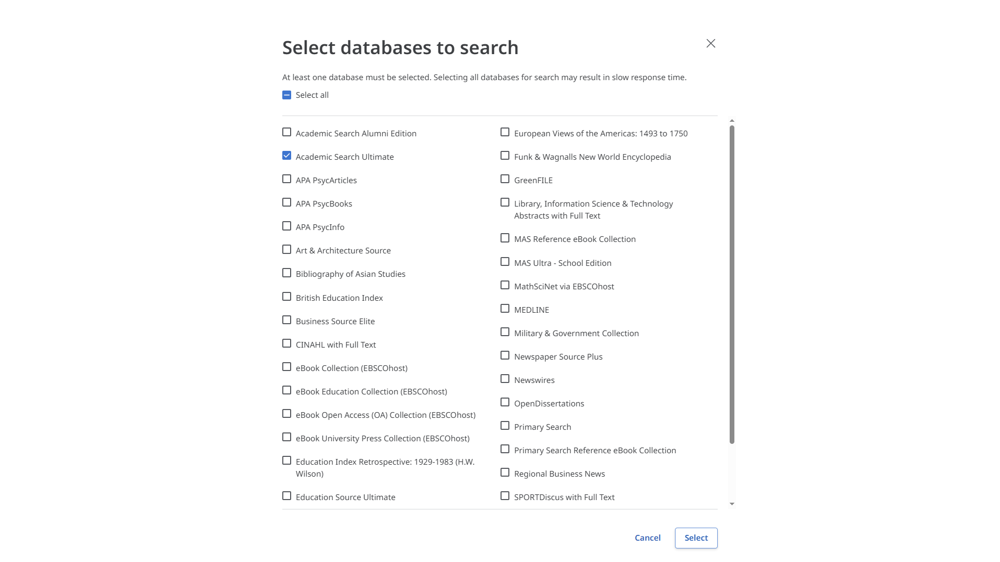 Select databases to search
At least one database must be selected. Selecting all databases for search may result in slow response time.
Select all
Academic Search Alumni Edition
Academic Search Ultimate
APA PsycArticles
APA PsycBooks
APA PsycInfo
Art & Architecture Source
Bibliography of Asian Studies
British Education Index
Business Source Elite
CINAHL with Full Text
eBook Collection (EBSCOhost)
eBook Education Collection (EBSCOhost)
eBook Open Access (OA) Collection (EBSCOhost)
eBook University Press Collection (EBSCOhost)
Education Index Retrospective: 1929-1983 (H.W.
Wilson)
Education Source Ultimate
European Views of the Americas: 1493 to 1750
Funk & Wagnalls New World Encyclopedia
GreenFILE
Library, Information Science & Technology
Abstracts with Full Text
MAS Reference eBook Collection
MAS Ultra - School Edition
MathSciNet via EBSCOhost
MEDLINE
Military & Government Collection
Newspaper Source Plus
Newswires
OpenDissertations
Primary Search
Primary Search Reference eBook Collection
Regional Business News
SPORTDiscus with Full Text
Cancel
Select